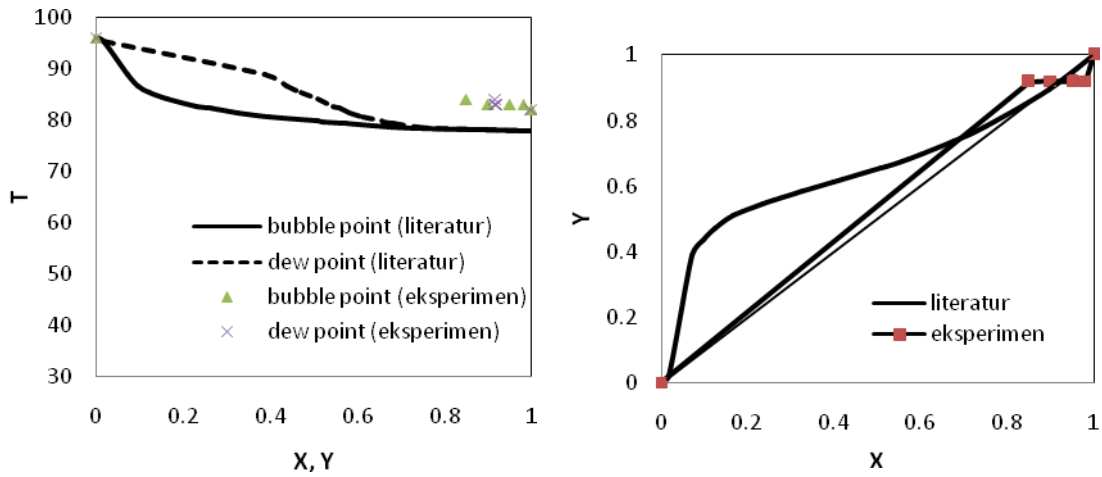 100
90
80
70
60
50
40
30
T
bubble point (literatur)
dew point (literatur)
bubble point (eksperimen)
dew point (eksperimen)
0 0.2 0.4 0.6 0.8 1
X, Y
1
0.8
0.6
0.4
0.2
0
Y
literatur
eksperimen
0 0.2 0.4 0.6 0.8 1
X